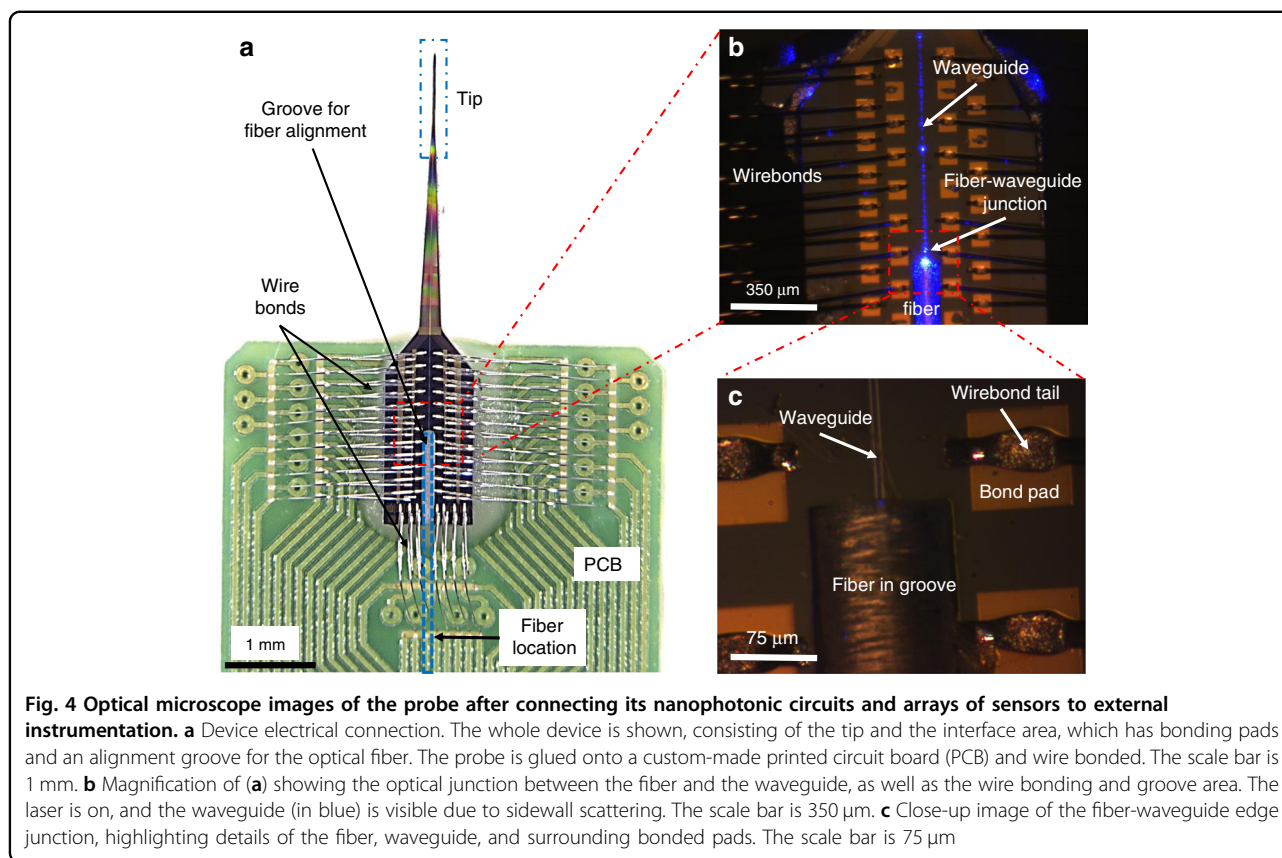 a
Tip
Groove for
fiber alignment
Wire
bonds
PCB
Fiber
location
1 mm
b
Waveguide
Wirebonds
Fiber-waveguide
junction
350 μm
fiber
c
Wirebond tail
Waveguide
Bond pad
Fiber in groove
75 μm
Fig. 4 Optical microscope images of the probe after connecting its nanophotonic circuits and arrays of sensors to external
instrumentation. a Device electrical connection. The whole device is shown, consisting of the tip and the interface area, which has bonding pads
and an alignment groove for the optical fiber. The probe is glued onto a custom-made printed circuit board (PCB) and wire bonded. The scale bar is
1 mm. b Magnification of (a) showing the optical junction between the fiber and the waveguide, as well as the wire bonding and groove area. The
laser is on, and the waveguide (in blue) is visible due to sidewall scattering. The scale bar is 350 μm. c Close-up image of the fiber-waveguide edge
junction, highlighting details of the fiber, waveguide, and surrounding bonded pads. The scale bar is 75 μm